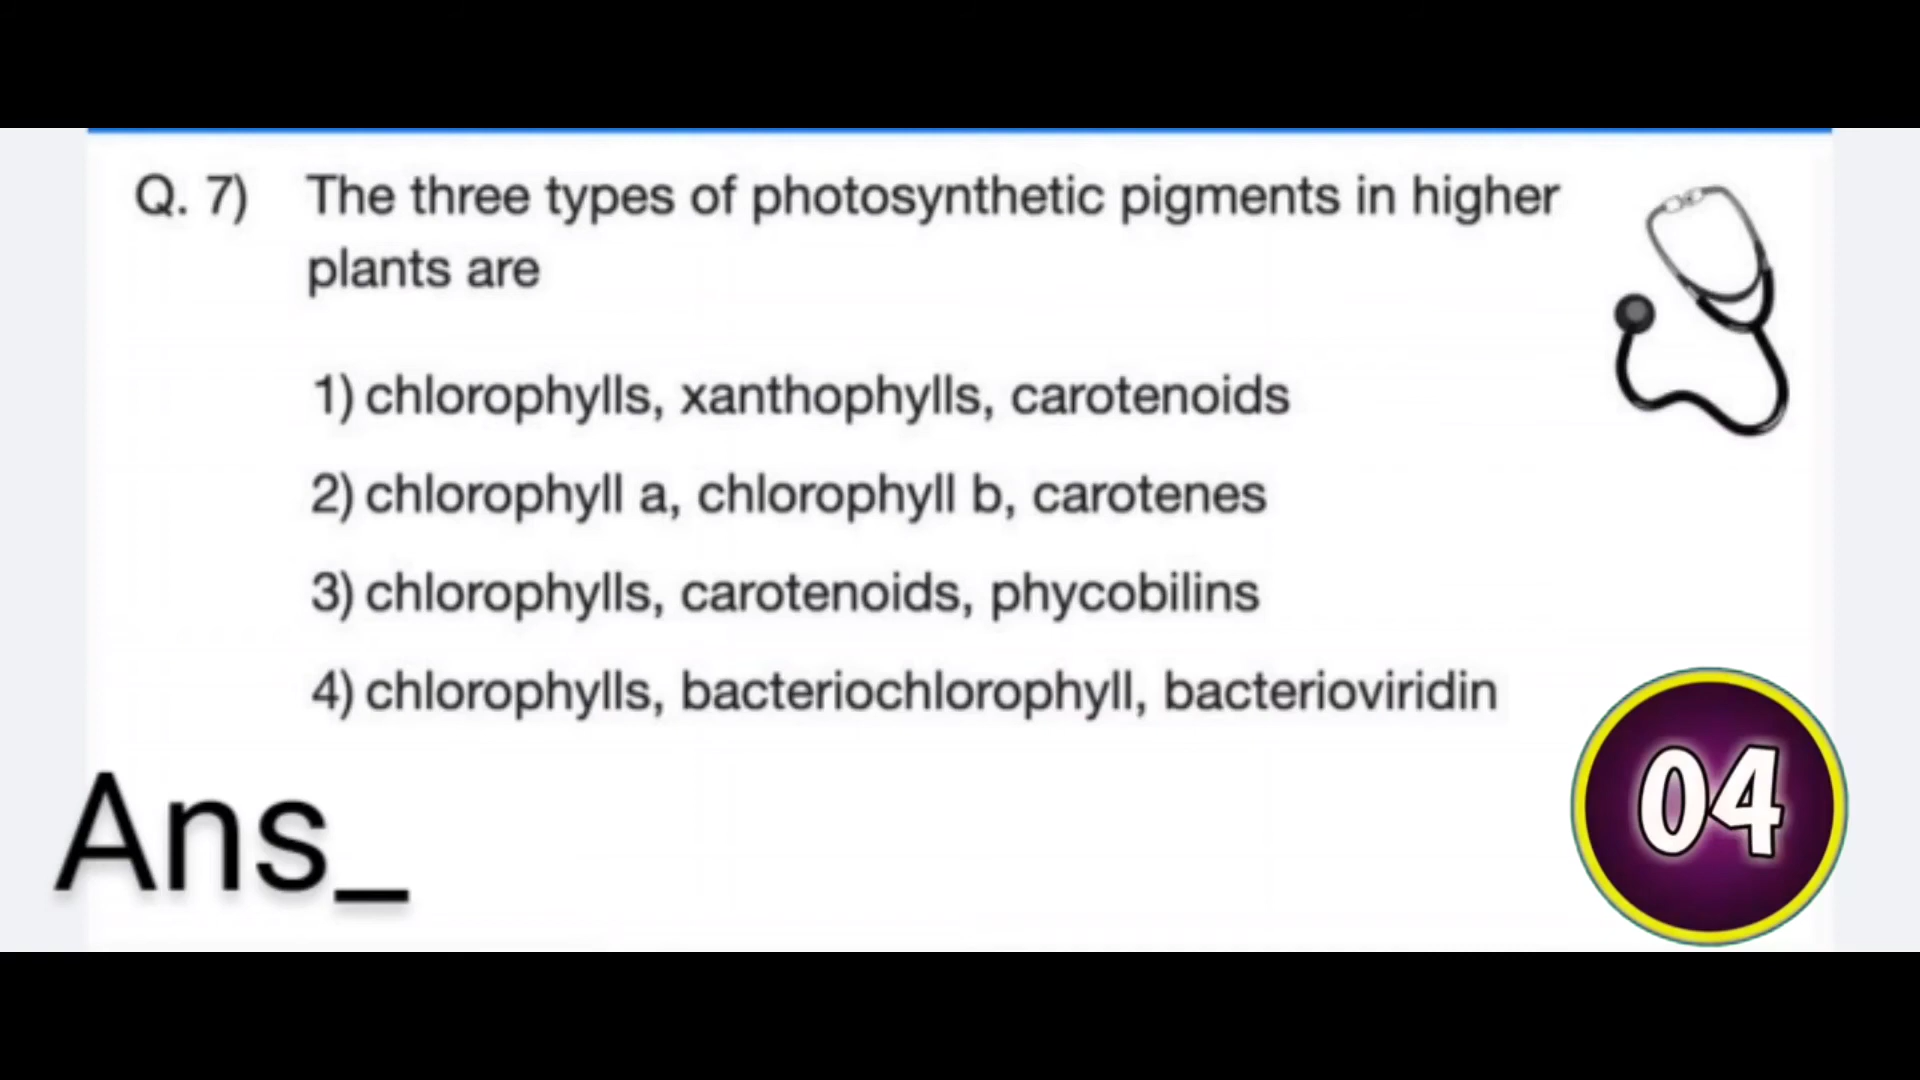 Q. 7) The three types of photosynthetic pigments in higher
plants are
1) chlorophylls, xanthophylls, carotenoids
2) chlorophyll a, chlorophyll b, carotenes
3) chlorophylls, carotenoids, phycobilins
4) chlorophylls, bacteriochlorophyll, bacterioviridin
Ans_
04